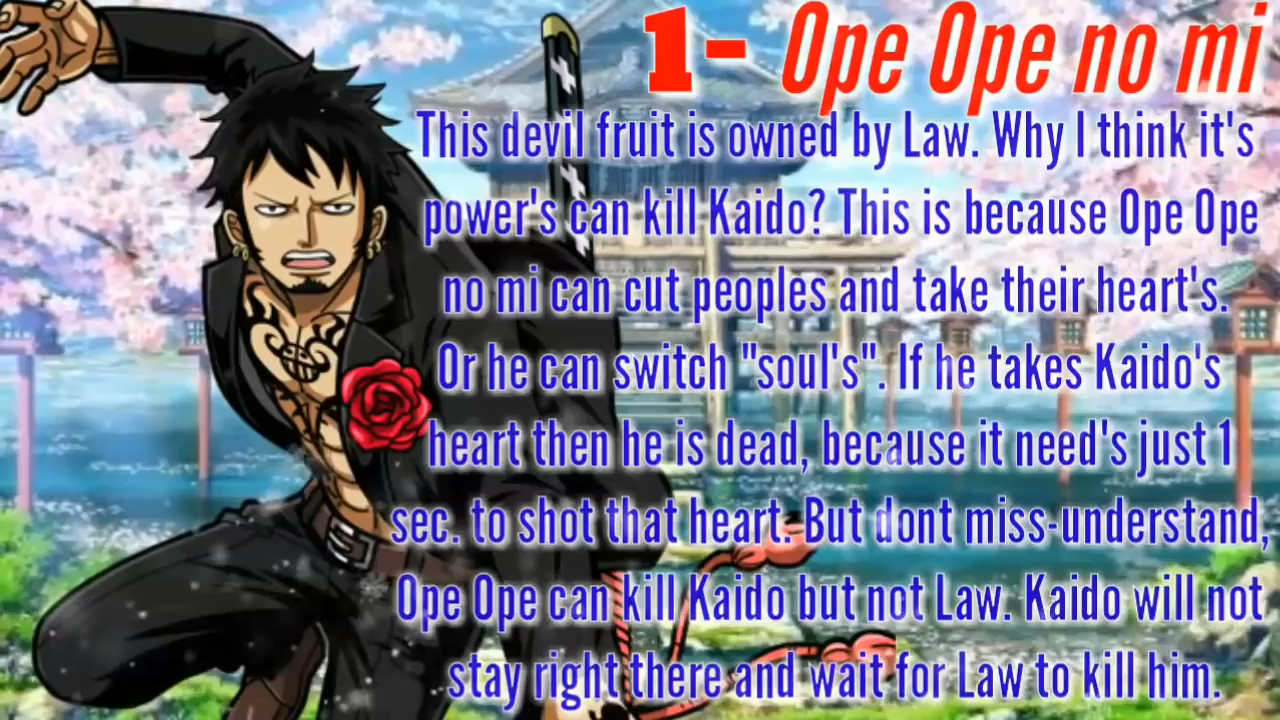 1- Ope Ope no mi
This devil fruit is owned by Law. Why I think it's
power's can kill Kaido? This is because Ope Ope
no mi can cut peoples and take their heart's.
Or he can switch "soul's". If he takes Kaido's
heart then he is dead, because it need's just 1
sec. to shot that heart. But dont miss-understand,
Ope Ope can kill Kaido but not Law. Kaido will not
stay right there and wait for Law to kill him.